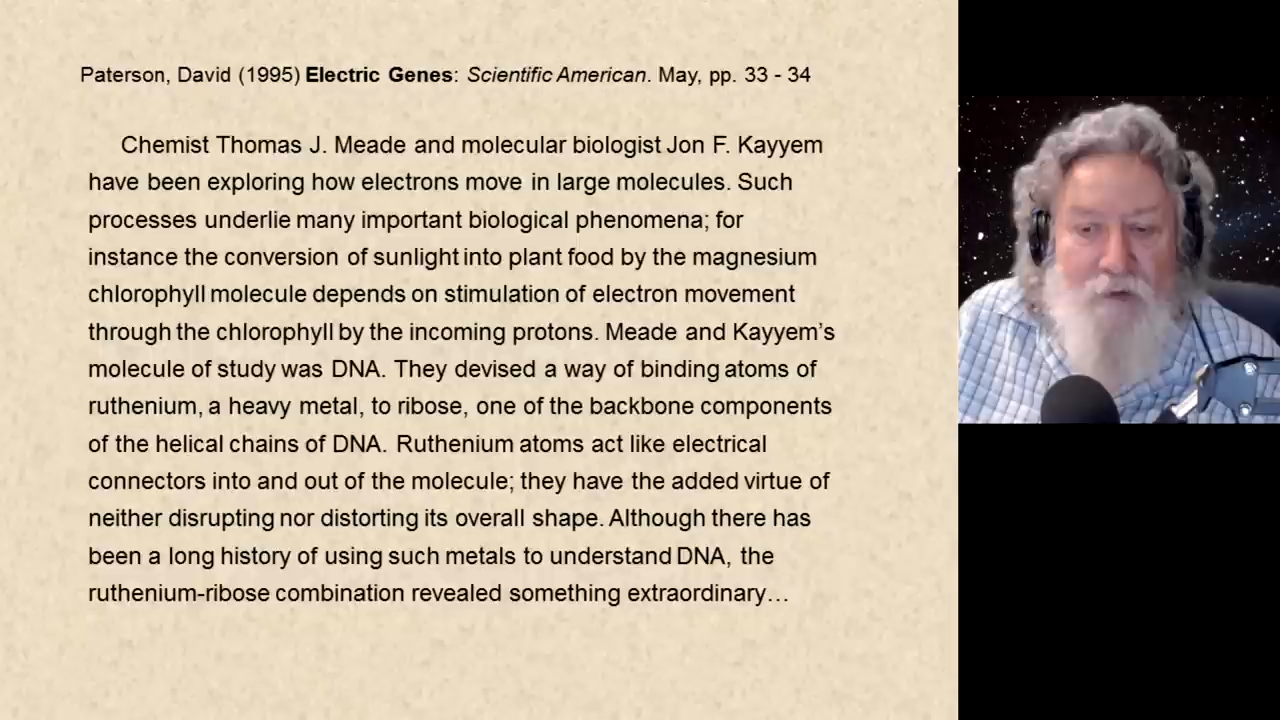 Paterson, David (1995) Electric Genes: Scientific American. May, pp. 33 - 34
Chemist Thomas J. Meade and molecular biologist Jon F. Kayyem
have been exploring how electrons move in large molecules. Such
processes underlie many important biological phenomena; for
instance the conversion of sunlight into plant food by the magnesium
chlorophyll molecule depends on stimulation of electron movement
through the chlorophyll by the incoming protons. Meade and Kayyem’s
molecule of study was DNA. They devised a way of binding atoms of
ruthenium, a heavy metal, to ribose, one of the backbone components
of the helical chains of DNA. Ruthenium atoms act like electrical
connectors into and out of the molecule; they have the added virtue of
neither disrupting nor distorting its overall shape. Although there has
been a long history of using such metals to understand DNA, the
ruthenium-ribose combination revealed something extraordinary…